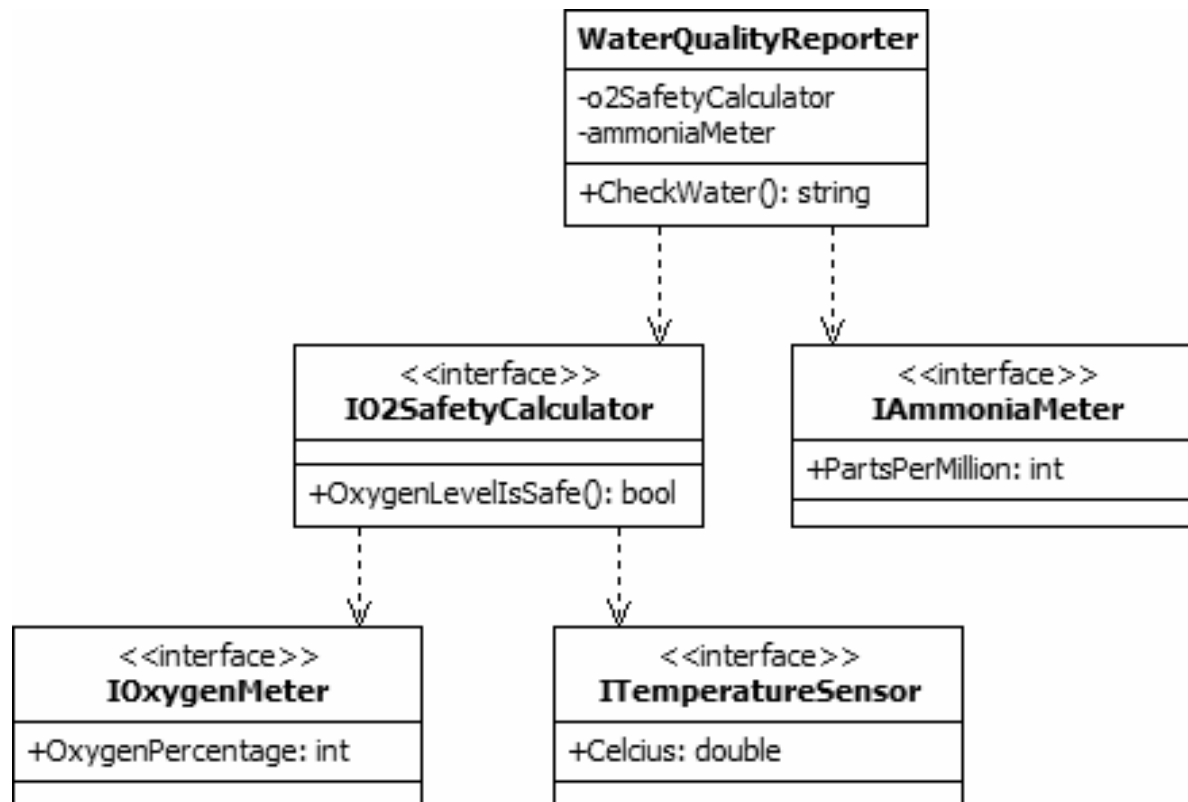 WaterQualityReporter
-o2SafetyCalculator
-ammoniaMeter
+CheckWater(): string
<<interface>>
IO2SafetyCalculator
+OxygenLevelIsSafe(): bool
<<interface>>
IAmmoniaMeter
+PartsPerMillion: int
<<interface>>
IOxygenMeter
+OxygenPercentage: int
<<interface>>
ITemperatureSensor
+Celcius: double